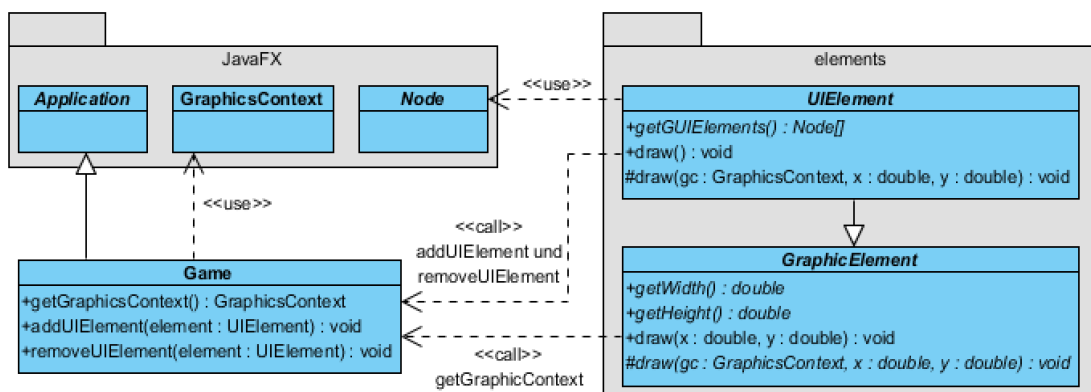 JavaFX
Application
GraphicsContext
Node
<<use>>
<<use>>
elements
UIElement
+getGUIElements() : Node[]
+draw() : void
#draw(gc : GraphicsContext, x : double, y : double) : void
<<call>>
addUIElement und
removeUIElement
Game
+getGraphicsContext() : GraphicsContext
+addUIElement(element : UIElement) : void
+removeUIElement(element : UIElement) : void
GraphicElement
+getWidth() : double
+getHeight() : double
+draw(x : double, y : double) : void
#draw(gc : GraphicsContext, x : double, y : double) : void
<<call>>
getGraphicContext